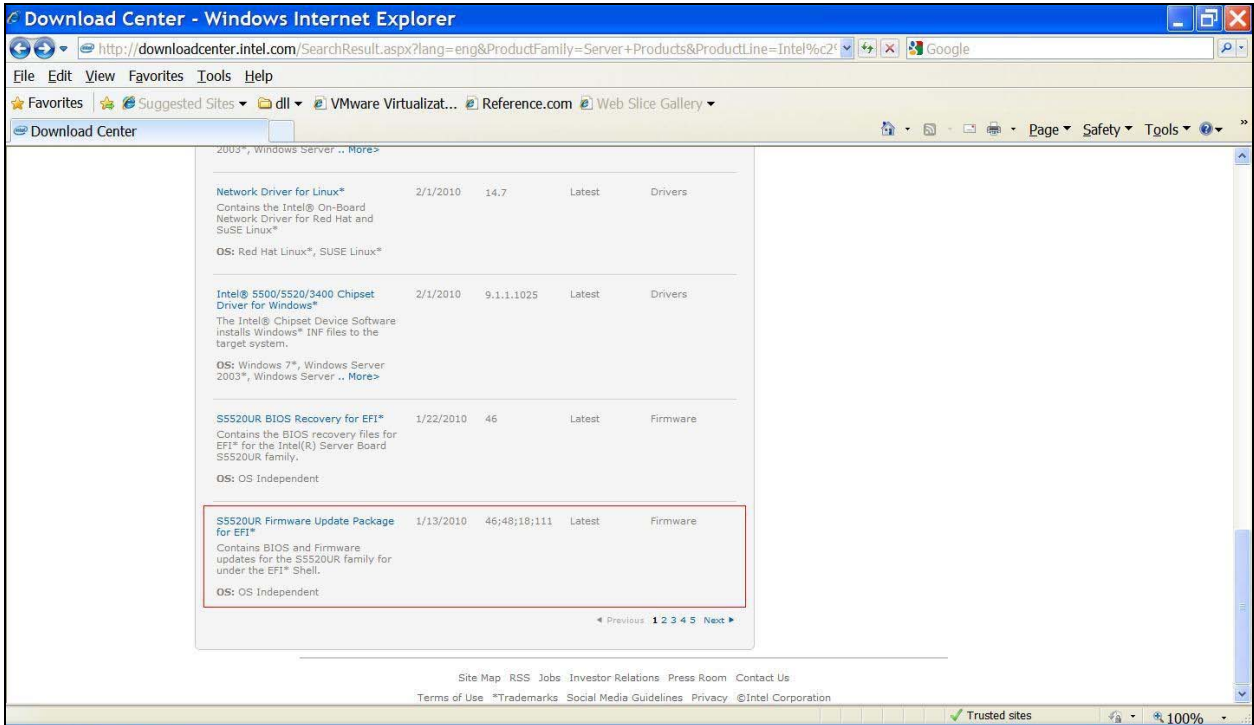 Download Center - Windows Internet Explorer
http://downloadcenter.intel.com/SearchResult.aspx?lang=eng&ProductFamily=Server+Products&ProductLine=Intel%c2%
Google
File Edit View Favorites Tools Help
Favorites Suggested Sites dll VMware Virtualizat... Reference.com Web Slice Gallery
Download Center
Page Safety Tools »
2003*, Windows Server .. More>
Network Driver for Linux* 2/1/2010 14.7 Latest Drivers
Contains the Intel® On-Board
Network Driver for Red Hat and
SuSE Linux*
OS: Red Hat Linux*, SUSE Linux*
Intel® 5500/5520/3400 Chipset 2/1/2010 9.1.1.1025 Latest Drivers
Driver for Windows*
The Intel® Chipset Device Software
installs Windows* INF files to the
target system.
OS: Windows 7*, Windows Server
2003*, Windows Server .. More>
S5520UR BIOS Recovery for EFI* 1/22/2010 46 Latest Firmware
Contains the BIOS recovery files for
EFI* for the Intel(R) Server Board
S5520UR family.
OS: OS Independent
S5520UR Firmware Update Package 1/13/2010 46;48;18;111 Latest Firmware
for EFI*
Contains BIOS and Firmware
updates for the S5520UR family for
under the EFI* Shell.
OS: OS Independent
Previous 1 2 3 4 5 Next
Site Map RSS Jobs Investor Relations Press Room Contact Us
Terms of Use *Trademarks Social Media Guidelines Privacy ©Intel Corporation
Trusted sites 100%